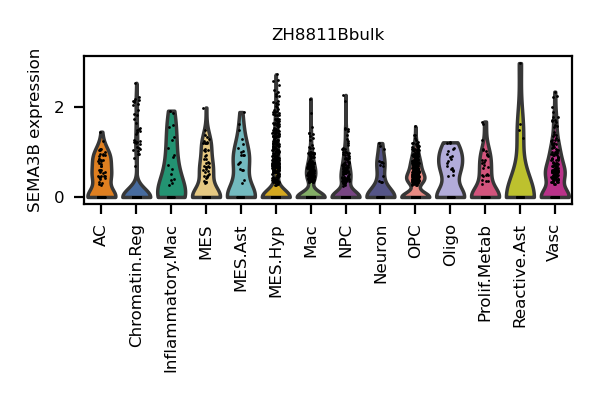 ZH8811Bbulk
SEMA3B expression
2
0
AC
Chromatin.Reg
Inflammatory.Mac
MES
MES.Ast
MES.Hyp
Mac
NPC
Neuron
OPC
Oligo
Prolif.Metab
Reactive.Ast
Vasc